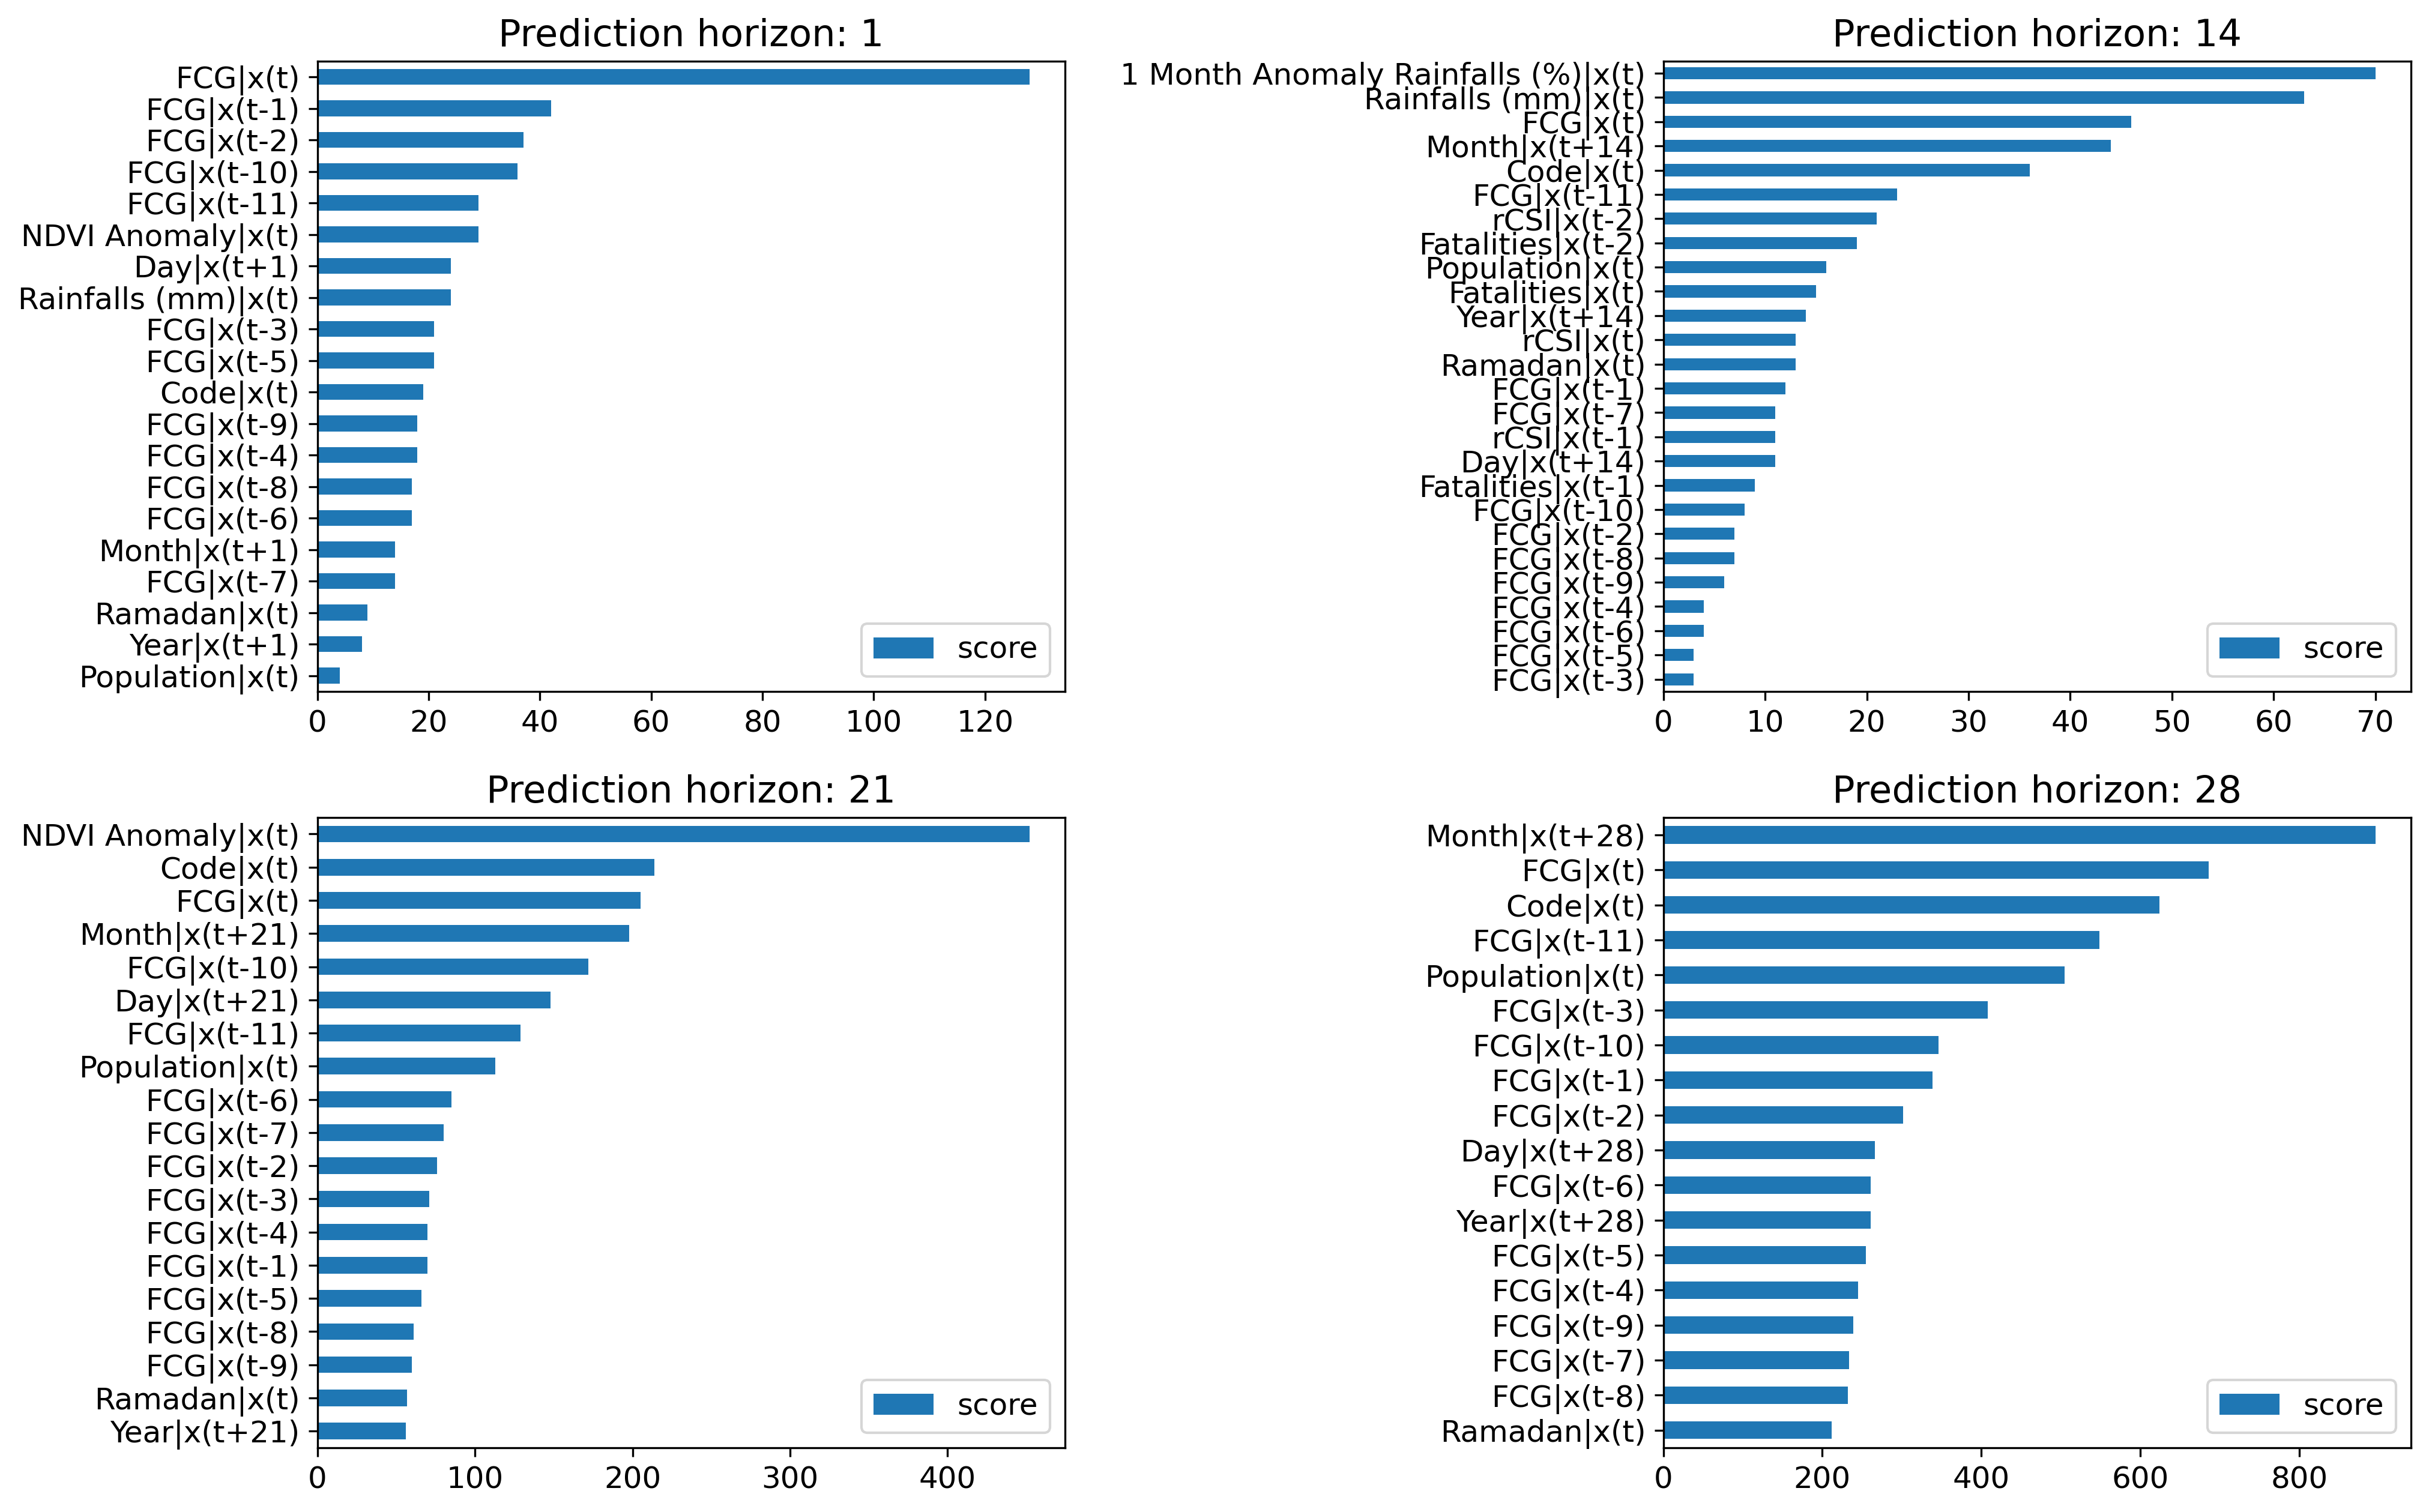 Prediction horizon: 1
FCG|x(t)
FCG|x(t-1)
FCG|x(t-2)
FCG|x(t-10)
FCG|x(t-11)
NDVI Anomaly|x(t)
Day|x(t+1)
Rainfalls (mm)|x(t)
FCG|x(t-3)
FCG|x(t-5)
Code|x(t)
FCG|x(t-9)
FCG|x(t-4)
FCG|x(t-8)
FCG|x(t-6)
Month|x(t+1)
FCG|x(t-7)
Ramadan|x(t)
Year|x(t+1)
Population|x(t)
score
0 20 40 60 80 100 120
Prediction horizon: 14
1 Month Anomaly Rainfalls (%)|x(t)
Rainfalls (mm)|x(t)
FCG|x(t)
Month|x(t+14)
Code|x(t)
FCG|x(t-11)
rCSI|x(t-2)
Fatalities|x(t-2)
Population|x(t)
Fatalities|x(t)
Year|x(t+14)
rCSI|x(t)
Ramadan|x(t)
FCG|x(t-1)
FCG|x(t-7)
rCSI|x(t-1)
Day|x(t+14)
Fatalities|x(t-1)
FCG|x(t-10)
FCG|x(t-2)
FCG|x(t-8)
FCG|x(t-9)
FCG|x(t-4)
FCG|x(t-6)
FCG|x(t-5)
FCG|x(t-3)
score
0 10 20 30 40 50 60 70
Prediction horizon: 21
NDVI Anomaly|x(t)
Code|x(t)
FCG|x(t)
Month|x(t+21)
FCG|x(t-10)
Day|x(t+21)
FCG|x(t-11)
Population|x(t)
FCG|x(t-6)
FCG|x(t-7)
FCG|x(t-2)
FCG|x(t-3)
FCG|x(t-4)
FCG|x(t-1)
FCG|x(t-5)
FCG|x(t-8)
FCG|x(t-9)
Ramadan|x(t)
Year|x(t+21)
score
0 100 200 300 400
Prediction horizon: 28
Month|x(t+28)
FCG|x(t)
Code|x(t)
FCG|x(t-11)
Population|x(t)
FCG|x(t-3)
FCG|x(t-10)
FCG|x(t-1)
FCG|x(t-2)
Day|x(t+28)
FCG|x(t-6)
Year|x(t+28)
FCG|x(t-5)
FCG|x(t-4)
FCG|x(t-9)
FCG|x(t-7)
FCG|x(t-8)
Ramadan|x(t)
score
0 200 400 600 800